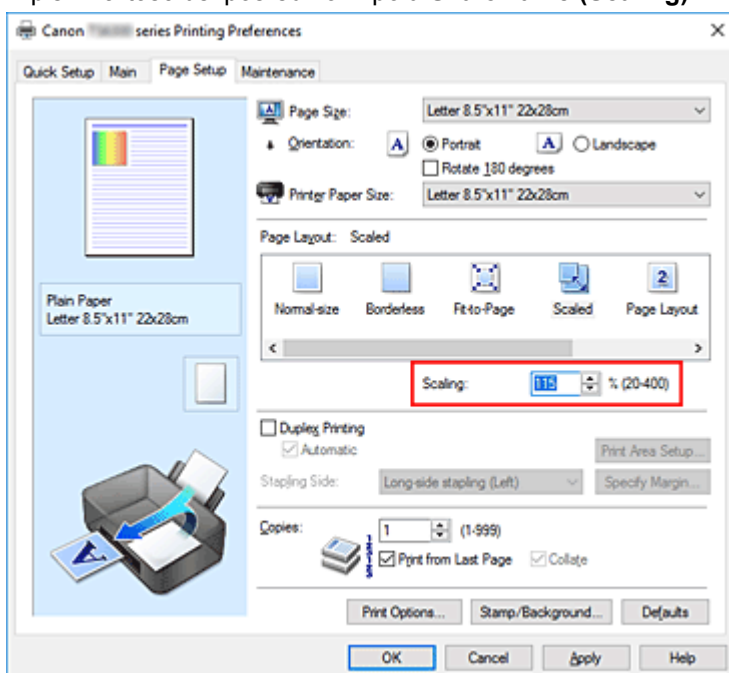 (Scaling)
Canon series Printing Preferences
Quick Setup Main Page Setup Maintenance
Page Size: Letter 8.5"x11" 22x28cm
Orientation: A Portrait A Landscape
Rotate 180 degrees
Printer Paper Size: Letter 8.5"x11" 22x28cm
Page Layout: Scaled
Normal-size Borderless Fit-to-Page Scaled Page Layout
Plain Paper
Letter 8.5"x11" 22x28cm
Scaling: 115 % (20-400)
Duplex Printing
Automatic
Print Area Setup...
Stapling Side: Long-side stapling (Left) Specify Margin...
Copies: 1 (1-999)
Print from Last Page Collate
Print Options... Stamp/Background... Defaults
OK Cancel Apply Help